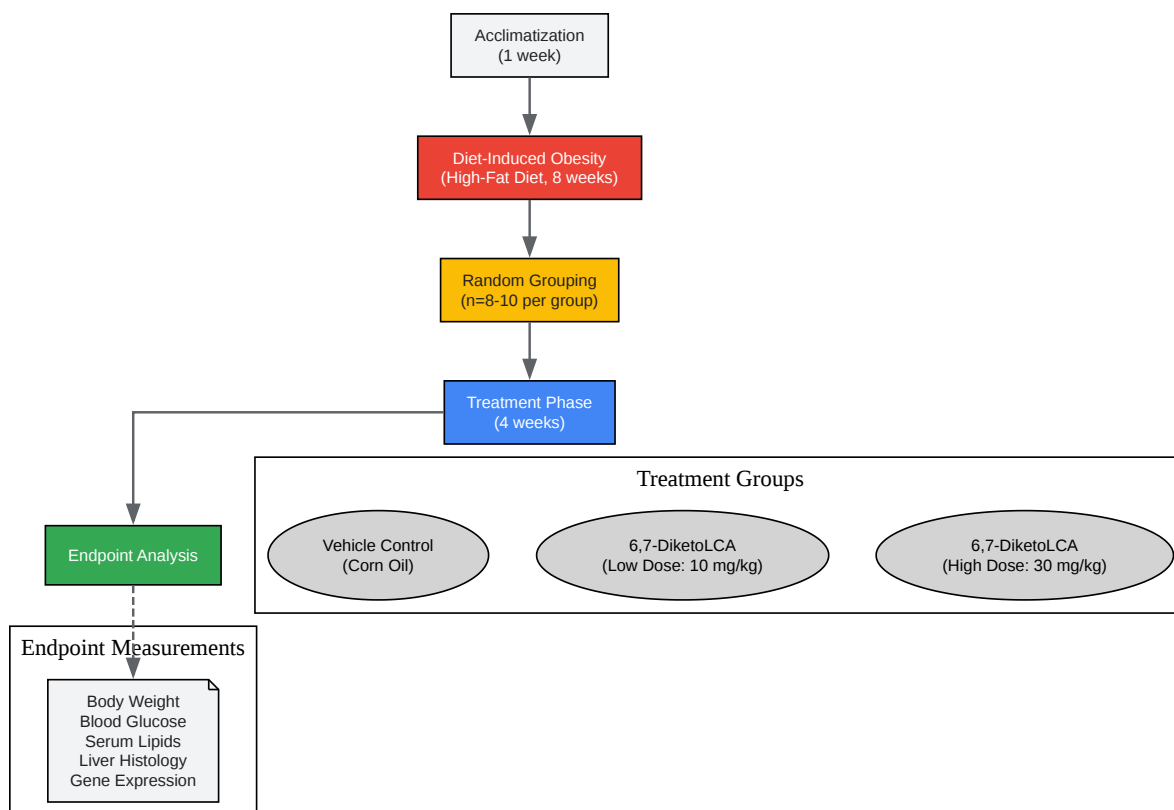 Acclimatization
(1 week)
Diet-Induced Obesity
(High-Fat Diet, 8 weeks)
Random Grouping
(n=8-10 per group)
Treatment Phase
(4 weeks)
Treatment Groups
Vehicle Control
(Corn Oil)
6,7-DiketoLCA
(Low Dose: 10 mg/kg)
6,7-DiketoLCA
(High Dose: 30 mg/kg)
Endpoint Analysis
Endpoint Measurements
Body Weight
Blood Glucose
Serum Lipids
Liver Histology
Gene Expression